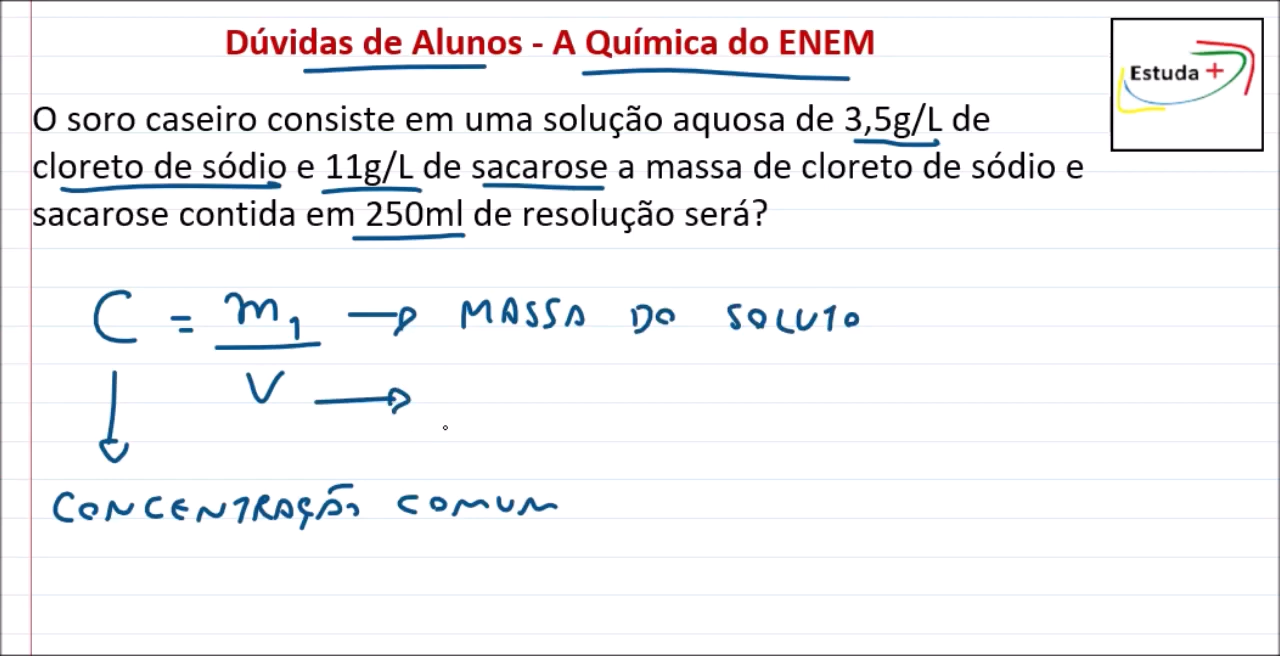 Dúvidas de Alunos - A Química do ENEM
Estuda +
O soro caseiro consiste em uma solução aquosa de 3,5g/L de
cloreto de sódio e 11g/L de sacarose a massa de cloreto de sódio e
sacarose contida em 250ml de resolução será?
C = m1 → MASSA DO SOLUTO
V →
CONCENTRAÇÃO COMUM